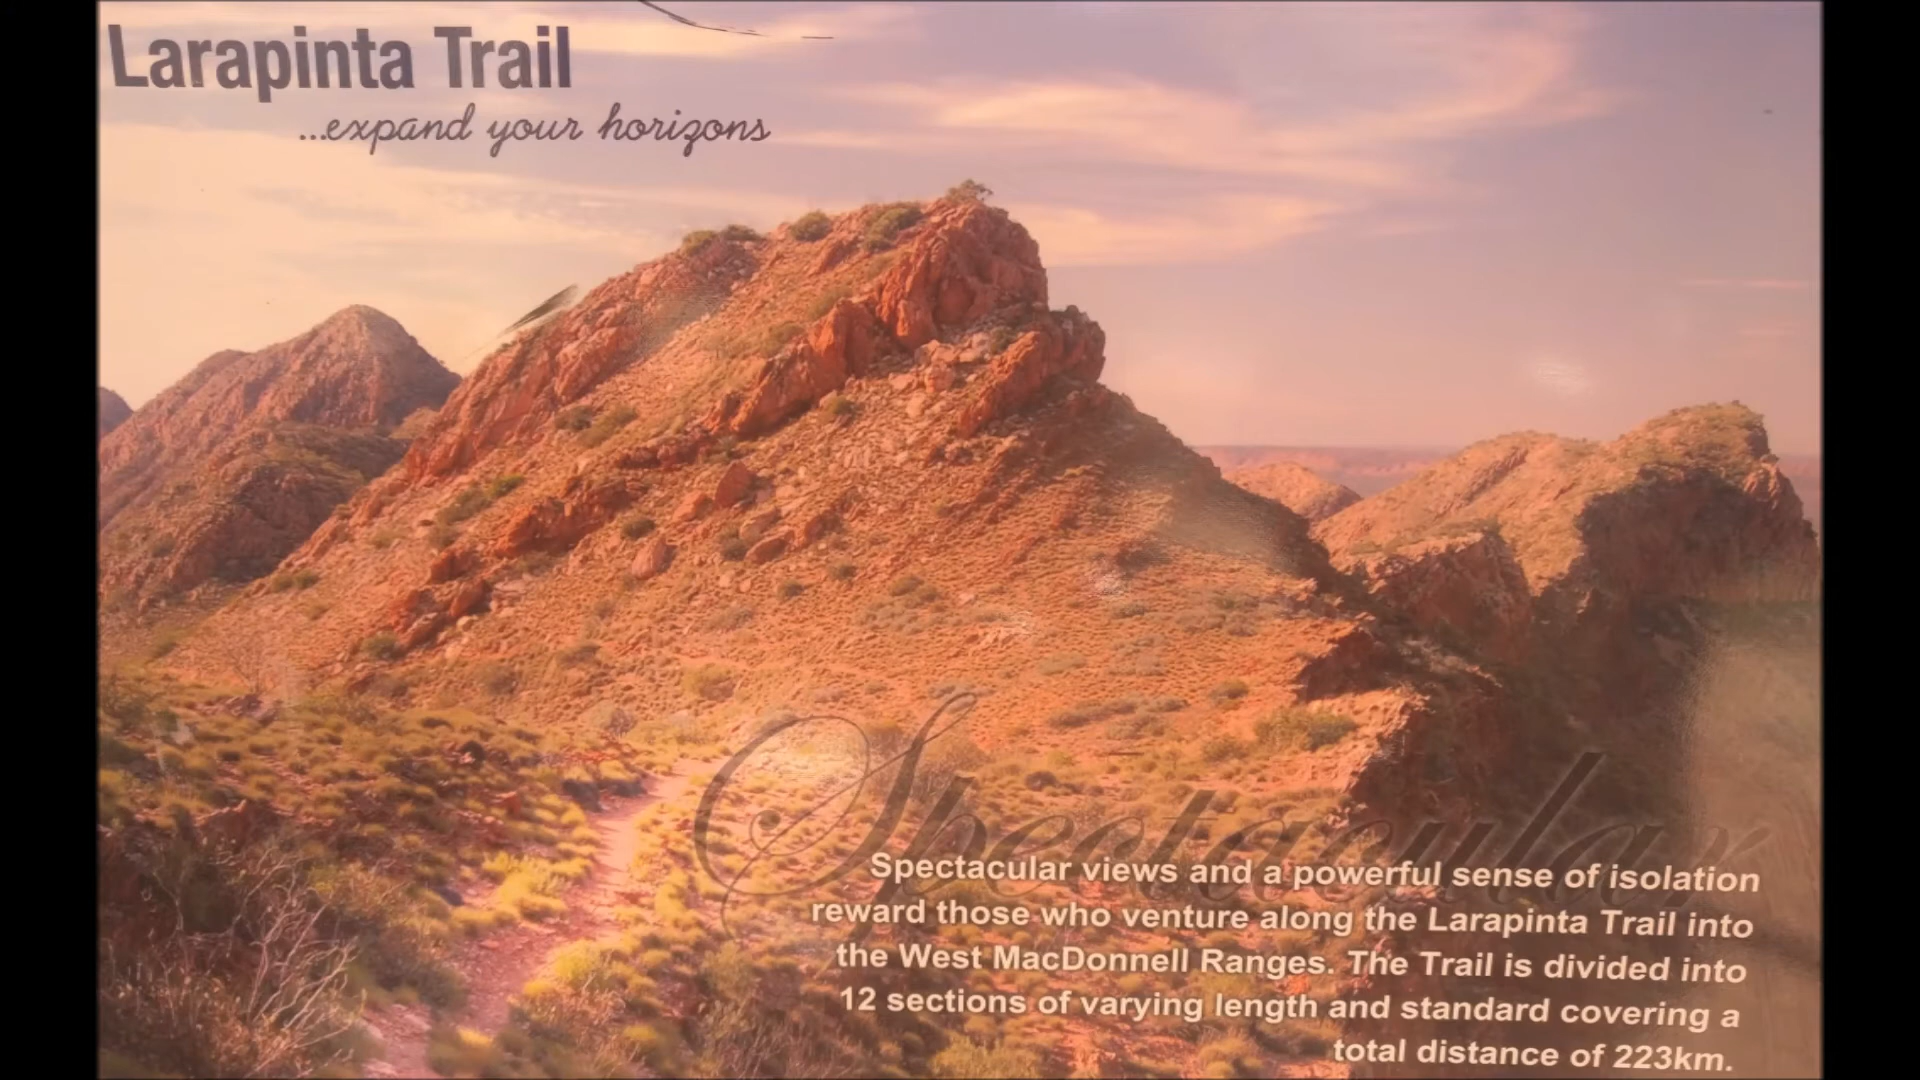 Larapinta Trail
...expand your horizons
Spectacular
Spectacular views and a powerful sense of isolation
reward those who venture along the Larapinta Trail into
the West MacDonnell Ranges. The Trail is divided into
12 sections of varying length and standard covering a
total distance of 223km.